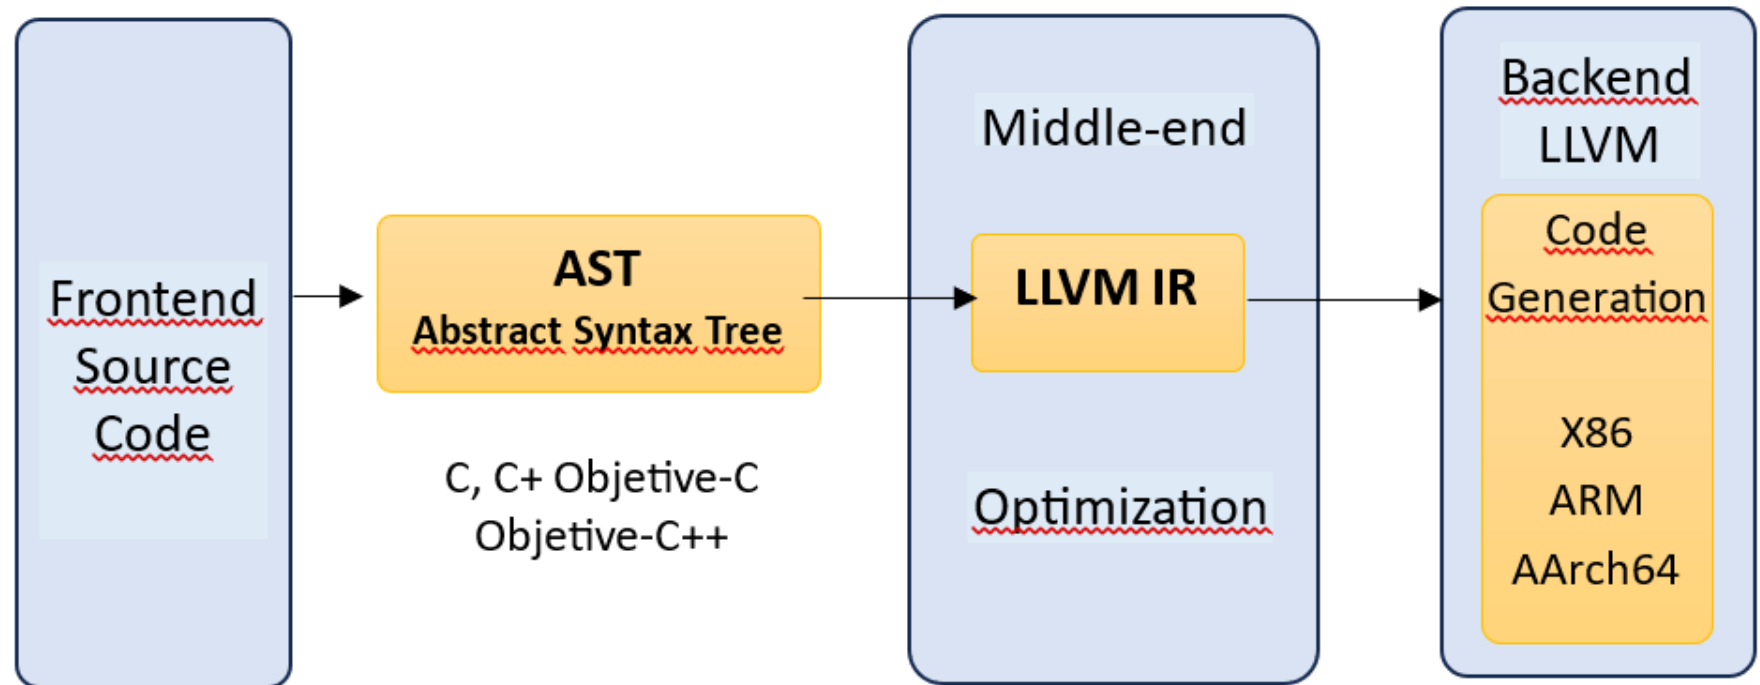 Frontend
Source
Code
AST
Abstract Syntax Tree
C, C+ Objetive-C
Objetive-C++
Middle-end
LLVM IR
Optimization
Backend
LLVM
Code
Generation
X86
ARM
AArch64